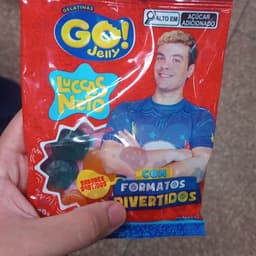 GELATINAS
GO!
Jelly
ALTO EM
AÇÚCAR
ADICIONADO
LUCCAS
NETO
SABORES
SORTIDOS
COM
FORMATOS
DIVERTIDOS